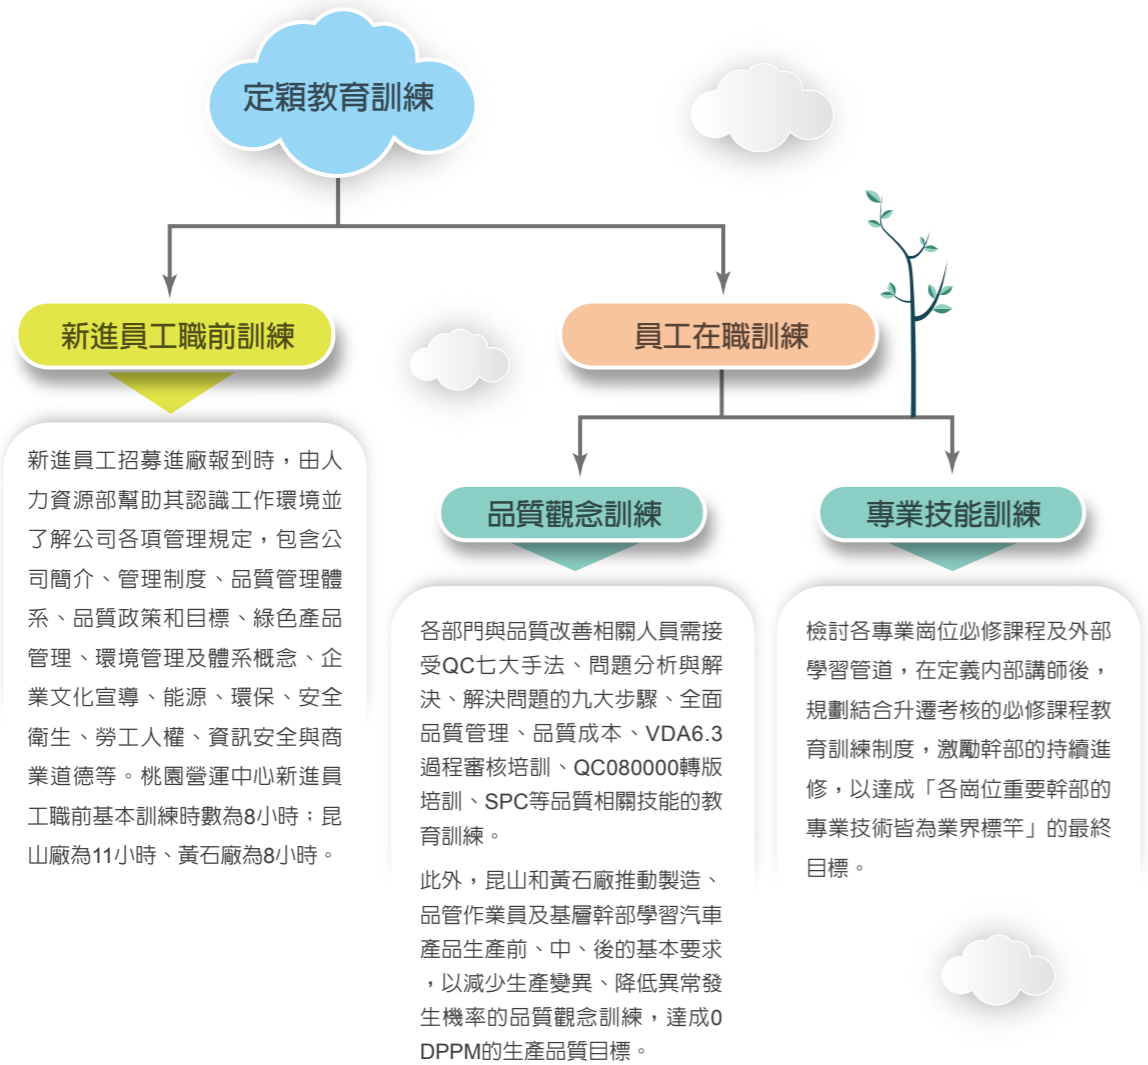 定穎教育訓練
新進員工職前訓練
員工在職訓練
新進員工招募進廠報到時，由人
力資源部幫助其認識工作環境並
了解公司各項管理規定，包含公
司簡介、管理制度、品質管理體
系、品質政策和目標、綠色產品
管理、環境管理及體系概念、企
業文化宣導、能源、環保、安全
衛生、勞工人權、資訊安全與商
業道德等。桃園營運中心新進員
工職前基本訓練時數為8小時；昆
山廠為11小時、黃石廠為8小時。
品質觀念訓練
各部門與品質改善相關人員需接
受QC七大手法、問題分析與解
決、解決問題的九大步驟、全面
品質管理、品質成本、VDA6.3
過程審核培訓、QC080000轉版
培訓、SPC等品質相關技能的教
育訓練。
此外，昆山和黃石廠推動製造、
品管作業員及基層幹部學習汽車
產品生產前、中、後的基本要求
，以減少生產變異、降低異常發
生機率的品質觀念訓練，達成0
DPPM的生產品質目標。
專業技能訓練
檢討各專業崗位必修課程及外部
學習管道，在定義內部講師後，
規劃結合升遷考核的必修課程教
育訓練制度，激勵幹部的持續進
修，以達成「各崗位重要幹部的
專業技術皆為業界標竿」的最終
目標。